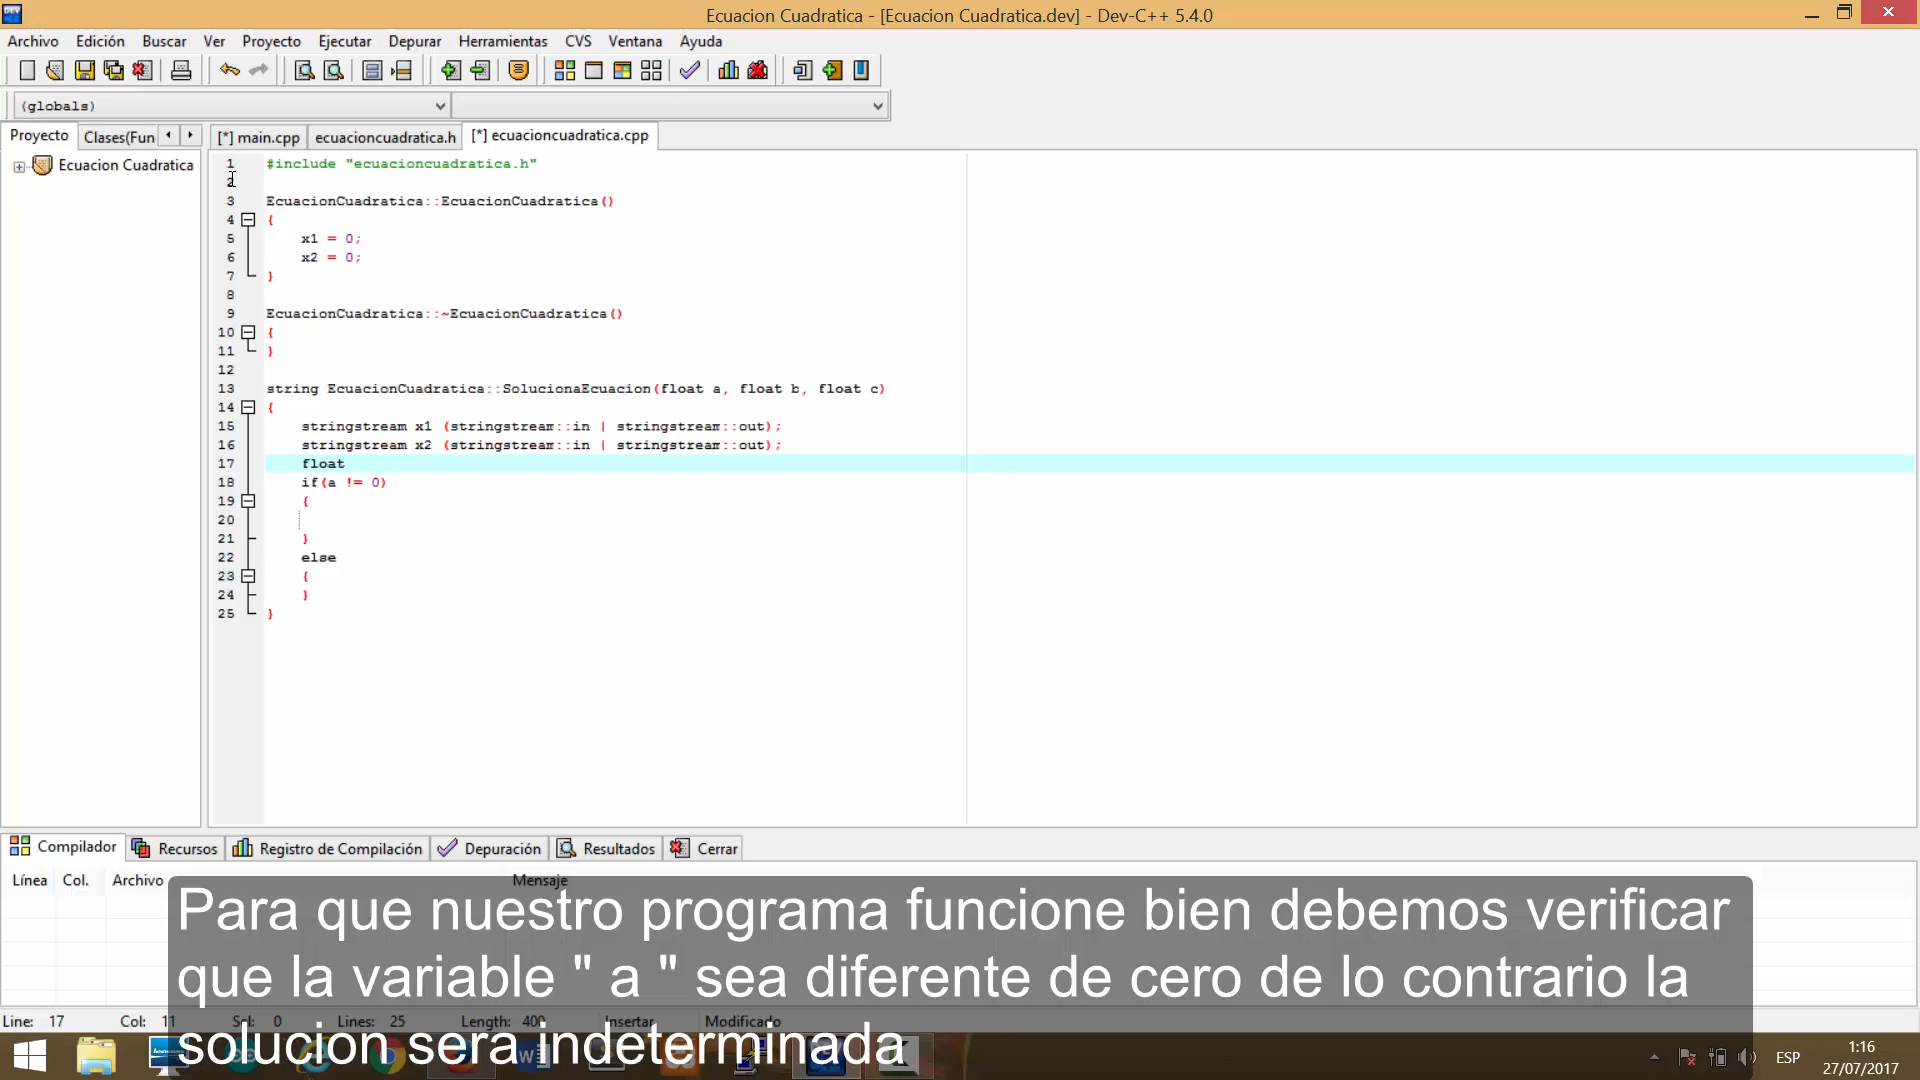 Ecuacion Cuadratica - [Ecuacion Cuadratica.dev] - Dev-C++ 5.4.0
Archivo Edición Buscar Ver Proyecto Ejecutar Depurar Herramientas CVS Ventana Ayuda
(globals)
Proyecto Clases(Fun [*] main.cpp ecuacioncuadratica.h [*] ecuacioncuadratica.cpp
Ecuacion Cuadratica
1 #include "ecuacioncuadratica.h"
2
3 EcuacionCuadratica::EcuacionCuadratica()
4 {
5 x1 = 0;
6 x2 = 0;
7 }
8
9 EcuacionCuadratica::~EcuacionCuadratica()
10 {
11 }
12
13 string EcuacionCuadratica::SolucionaEcuacion(float a, float b, float c)
14 {
15 stringstream x1 (stringstream::in | stringstream::out);
16 stringstream x2 (stringstream::in | stringstream::out);
17 float
18 if(a != 0)
19 {
20
21 }
22 else
23 {
24 }
25 }
Compilador Recursos Registro de Compilación Depuración Resultados Cerrar
Línea Col. Archivo Mensaje
Para que nuestro programa funcione bien debemos verificar
que la variable " a " sea diferente de cero de lo contrario la
solucion sera indeterminada
Line: 17 Col: 11 Sel: 0 Lines: 25 Length: 400 Insertar Modificado
ESP
1:16
27/07/2017